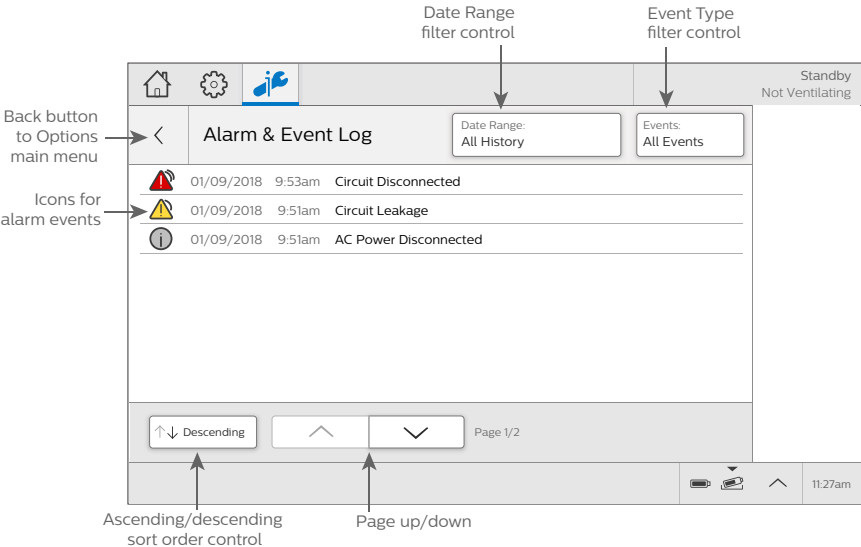 Date Range
filter control
Event Type
filter control
Standby
Not Ventilating
Back button
to Options
main menu
Alarm & Event Log
Date Range:
All History
Events:
All Events
Icons for
alarm events
01/09/2018 9:53am Circuit Disconnected
01/09/2018 9:51am Circuit Leakage
01/09/2018 9:51am AC Power Disconnected
Descending
Page 1/2
11:27am
Ascending/descending
sort order control
Page up/down